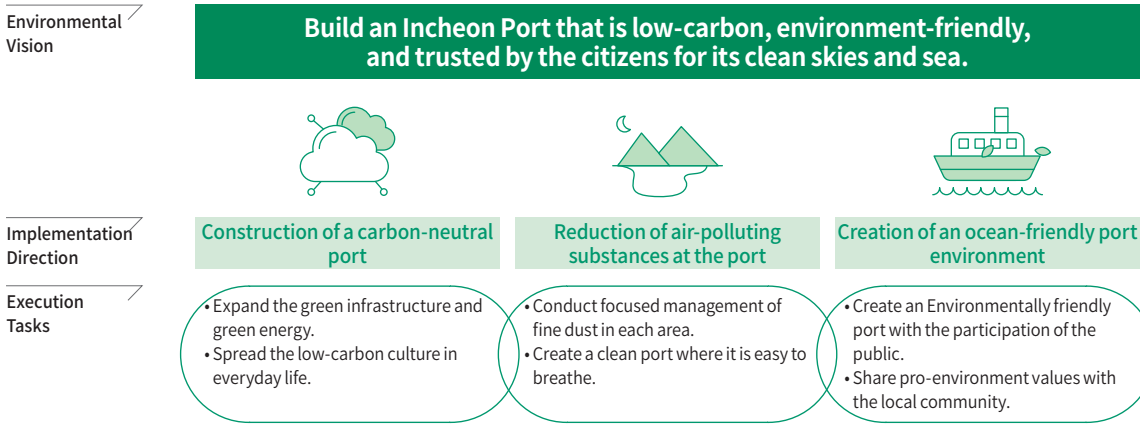 Environmental
Vision
Build an Incheon Port that is low-carbon, environment-friendly,
and trusted by the citizens for its clean skies and sea.
Implementation
Direction
Construction of a carbon-neutral
port
Reduction of air-polluting
substances at the port
Creation of an ocean-friendly port
environment
Execution
Tasks
• Expand the green infrastructure and
green energy.
• Spread the low-carbon culture in
everyday life.
• Conduct focused management of
fine dust in each area.
• Create a clean port where it is easy to
breathe.
• Create an Environmentally friendly
port with the participation of the
public.
• Share pro-environment values with
the local community.